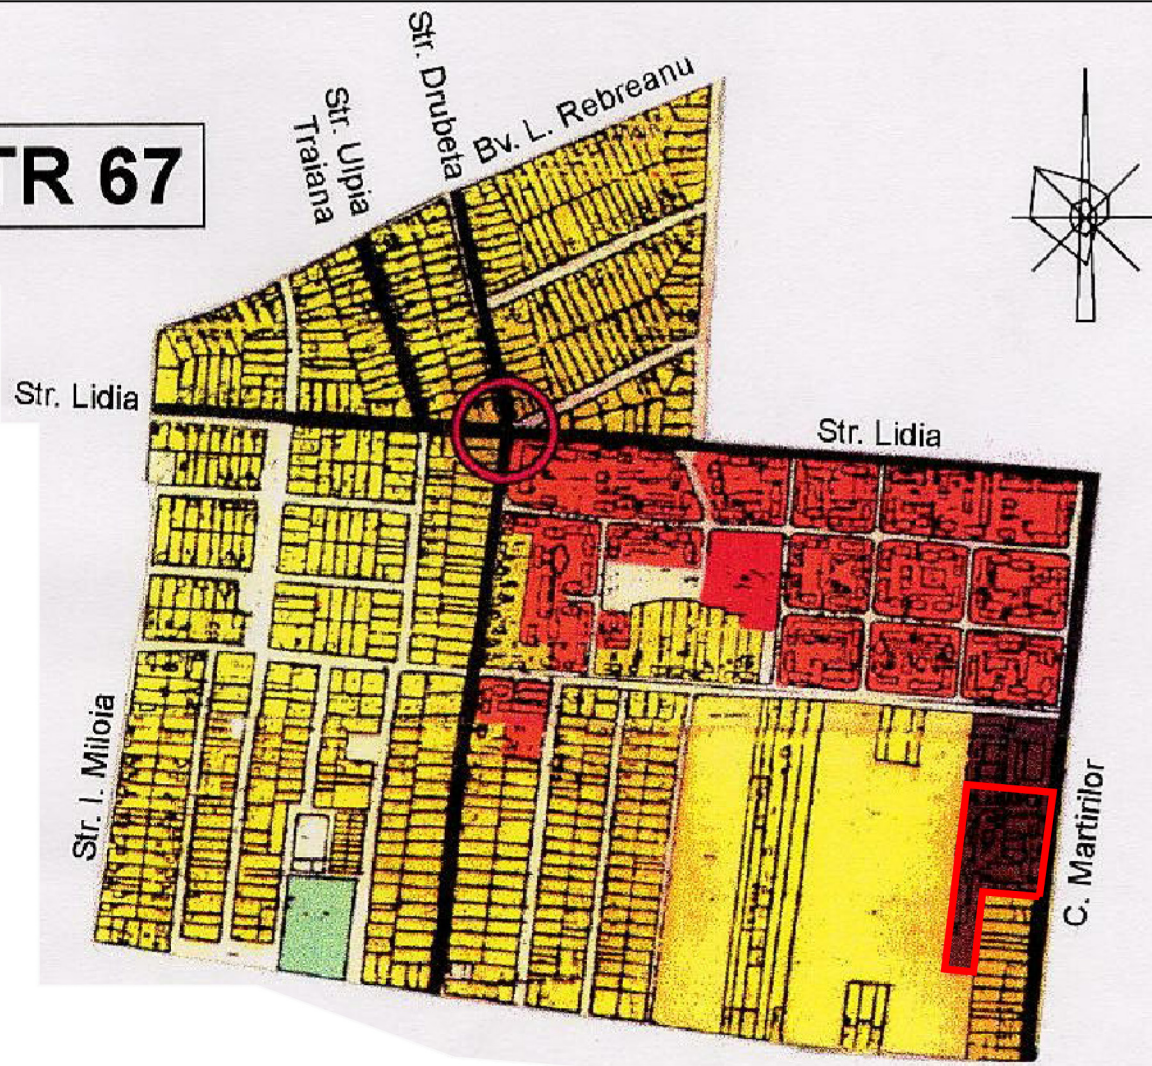 TR 67
Str. Drubeta
Bv. L. Rebreanu
Str. Ulpia
Traiana
Str. Lidia
Str. Lidia
Str. I. Miloia
C. Martirilor